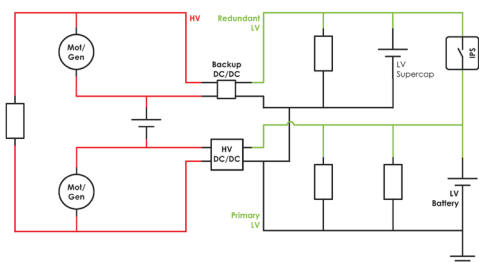 HV
Redundant
LV
Mot/
Gen
Backup
DC/DC
LV
Supercap
IPS
HV
DC/DC
Mot/
Gen
Primary
LV
LV
Battery